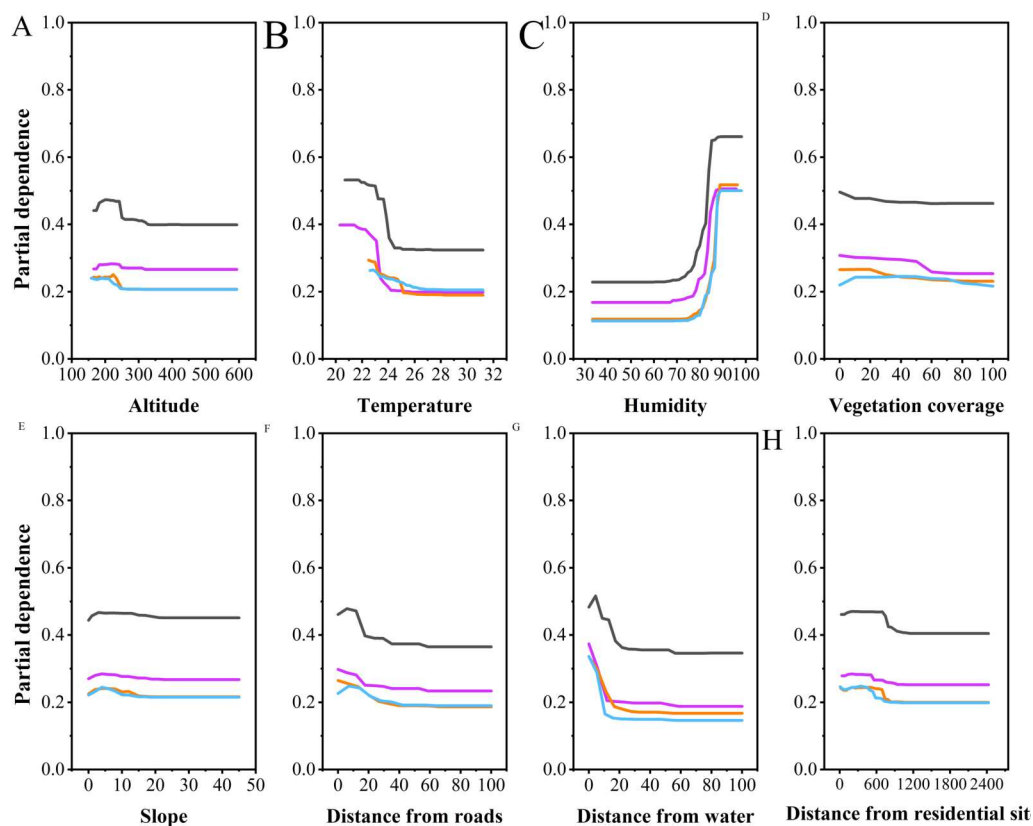 A
B
C
D
1.0
0.8
0.6
0.4
0.2
0.0
100 200 300 400 500 600
Partial dependence
Altitude
1.0
0.8
0.6
0.4
0.2
0.0
20 22 24 26 28 30 32
Temperature
1.0
0.8
0.6
0.4
0.2
0.0
30 40 50 60 70 80 90 100
Humidity
1.0
0.8
0.6
0.4
0.2
0.0
0 20 40 60 80 100
Vegetation coverage
E
F
G
H
1.0
0.8
0.6
0.4
0.2
0.0
0 10 20 30 40 50
Partial dependence
Slope
1.0
0.8
0.6
0.4
0.2
0.0
0 20 40 60 80 100
Distance from roads
1.0
0.8
0.6
0.4
0.2
0.0
0 20 40 60 80 100
Distance from water
1.0
0.8
0.6
0.4
0.2
0.0
0 600 1200 1800 2400
Distance from residential sit